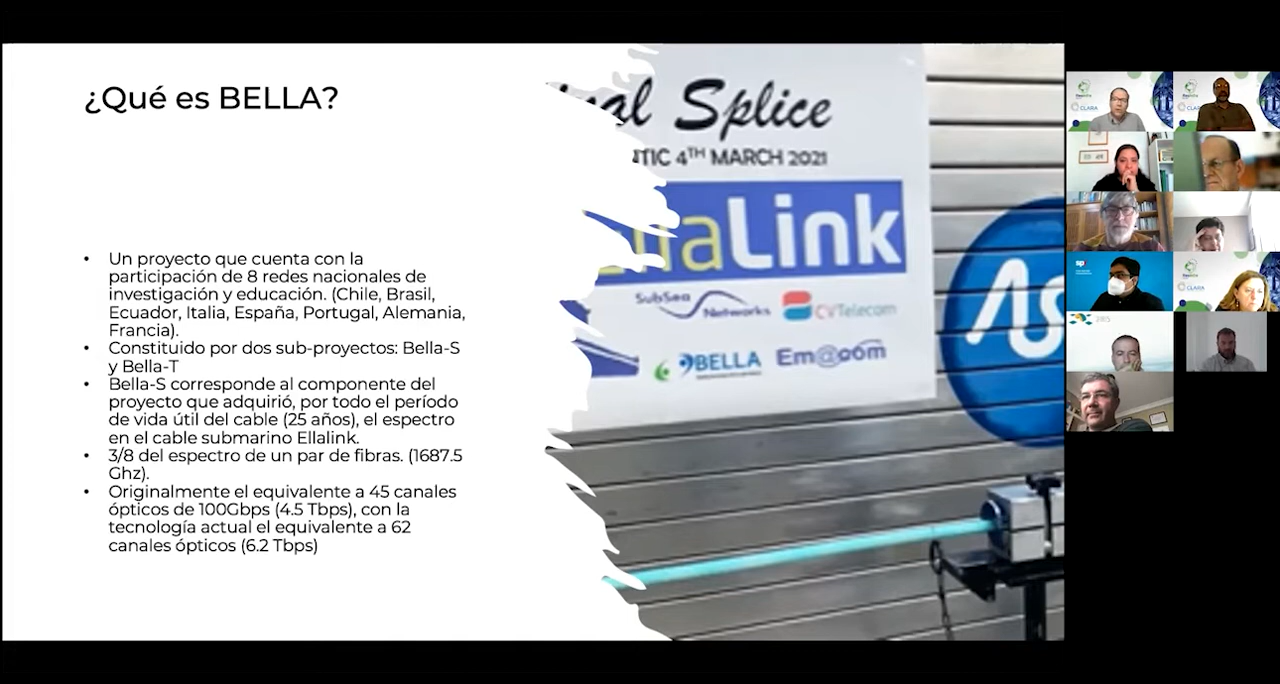 ¿Qué es BELLA?
• Un proyecto que cuenta con la
participación de 8 redes nacionales de
investigación y educación. (Chile, Brasil,
Ecuador, Italia, España, Portugal, Alemania,
Francia).
• Constituido por dos sub-proyectos: Bella-S
y Bella-T
• Bella-S corresponde al componente del
proyecto que adquirió, por todo el período
de vida útil del cable (25 años), el espectro
en el cable submarino Ellalink.
• 3/8 del espectro de un par de fibras. (1687.5
Ghz).
• Originalmente el equivalente a 45 canales
ópticos de 100Gbps (4.5 Tbps), con la
tecnología actual el equivalente a 62
canales ópticos (6.2 Tbps)
Splice
4TH MARCH 2021
Link
SubSea
Networks
CVTelecom
BELLA
Em@com
AS
CLARA
CLARA
CLARA